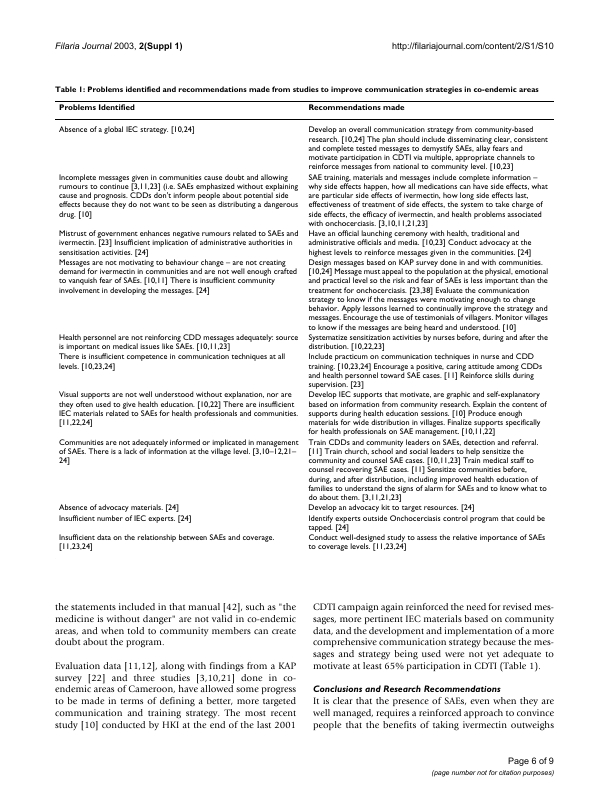 Filaria Journal 2003, 2(Suppl 1)
http://filariajournal.com/content/2/S1/S10
Table 1: Problems identified and recommendations made from studies to improve communication strategies in co-endemic areas
Problems Identified
Recommendations made
Absence of a global IEC strategy. [10,24]
Develop an overall communication strategy from community-based
research. [10,24] The plan should include disseminating clear, consistent
and complete tested messages to demystify SAEs, allay fears and
motivate participation in CDTI via multiple, appropriate channels to
reinforce messages from national to community level. [10,23]
Incomplete messages given in communities cause doubt and allowing
rumours to continue [3,11,23] (i.e. SAEs emphasized without explaining
cause and prognosis. CDDs don't inform people about potential side
effects because they do not want to be seen as distributing a dangerous
drug. [10]
SAE training, materials and messages include complete information –
why side effects happen, how all medications can have side effects, what
are particular side effects of ivermectin, how long side effects last,
effectiveness of treatment of side effects, the system to take charge of
side effects, the efficacy of ivermectin, and health problems associated
with onchocerciasis. [3,10,11,21,23]
Mistrust of government enhances negative rumours related to SAEs and
ivermectin. [23] Insufficient implication of administrative authorities in
sensitisation activities. [24]
Have an official launching ceremony with health, traditional and
administrative officials and media. [10,23] Conduct advocacy at the
highest levels to reinforce messages given in the communities. [24]
Messages are not motivating to behaviour change – are not creating
demand for ivermectin in communities and are not well enough crafted
to vanquish fear of SAEs. [10,11] There is insufficient community
involvement in developing the messages. [24]
Design messages based on KAP survey done in and with communities.
[10,24] Message must appeal to the population at the physical, emotional
and practical level so the risk and fear of SAEs is less important than the
treatment for onchocerciasis. [23,38] Evaluate the communication
strategy to know if the messages were motivating enough to change
behavior. Apply lessons learned to continually improve the strategy and
messages. Encourage the use of testimonials of villagers. Monitor villages
to know if the messages are being heard and understood. [10]
Health personnel are not reinforcing CDD messages adequately: source
is important on medical issues like SAEs. [10,11,23]
Systematize sensitization activities by nurses before, during and after the
distribution. [10,22,23]
There is insufficient competence in communication techniques at all
levels. [10,23,24]
Include practicum on communication techniques in nurse and CDD
training. [10,23,24] Encourage a positive, caring attitude among CDDs
and health personnel toward SAE cases. [11] Reinforce skills during
supervision. [23]
Visual supports are not well understood without explanation, nor are
they often used to give health education. [10,22] There are insufficient
IEC materials related to SAEs for health professionals and communities.
[11,22,24]
Develop IEC supports that motivate, are graphic and self-explanatory
based on information from community research. Explain the content of
supports during health education sessions. [10] Produce enough
materials for wide distribution in villages. Finalize supports specifically
for health professionals on SAE management. [10,11,22]
Communities are not adequately informed or implicated in management
of SAEs. There is a lack of information at the village level. [3,10–12,21–
24]
Train CDDs and community leaders on SAEs, detection and referral.
[11] Train church, school and social leaders to help sensitize the
community and counsel SAE cases. [10,11,23] Train medical staff to
counsel recovering SAE cases. [11] Sensitize communities before,
during, and after distribution, including improved health education of
families to understand the signs of alarm for SAEs and to know what to
do about them. [3,11,21,23]
Absence of advocacy materials. [24]
Develop an advocacy kit to target resources. [24]
Insufficient number of IEC experts. [24]
Identify experts outside Onchocerciasis control program that could be
tapped. [24]
Insufficient data on the relationship between SAEs and coverage.
[11,23,24]
Conduct well-designed study to assess the relative importance of SAEs
to coverage levels. [11,23,24]
the statements included in that manual [42], such as "the
medicine is without danger" are not valid in co-endemic
areas, and when told to community members can create
doubt about the program.
Evaluation data [11,12], along with findings from a KAP
survey [22] and three studies [3,10,21] done in co-
endemic areas of Cameroon, have allowed some progress
to be made in terms of defining a better, more targeted
communication and training strategy. The most recent
study [10] conducted by HKI at the end of the last 2001
CDTI campaign again reinforced the need for revised mes-
sages, more pertinent IEC materials based on community
data, and the development and implementation of a more
comprehensive communication strategy because the mes-
sages and strategy being used were not yet adequate to
motivate at least 65% participation in CDTI (Table 1).
Conclusions and Research Recommendations
It is clear that the presence of SAEs, even when they are
well managed, requires a reinforced approach to convince
people that the benefits of taking ivermectin outweighs
Page 6 of 9
(page number not for citation purposes)